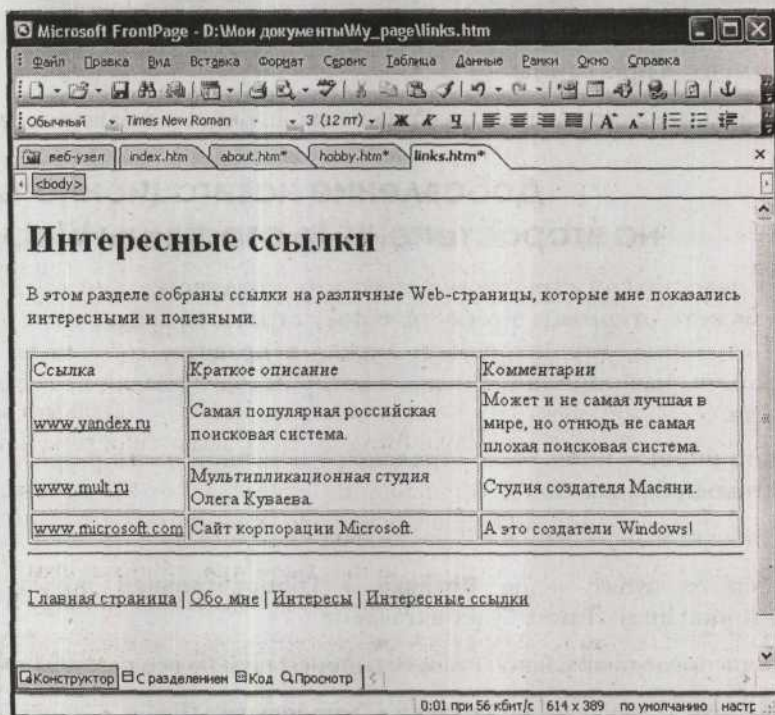 Microsoft FrontPage - D:\Мои документы\My_page\links.htm
Файл Правка Вид Вставка Формат Сервис Таблица Данные Рамки Окно Справка
Обычный Times New Roman 3 (12 пт) Ж К Ч
веб-узел index.htm about.htm* hobby.htm* links.htm*
<body>
Интересные ссылки
В этом разделе собраны ссылки на различные Web-страницы, которые мне показались
интересными и полезными.
Ссылка Краткое описание Комментарии
www.yandex.ru Самая популярная российская поисковая система. Может и не самая лучшая в мире, но отнюдь не самая плохая поисковая система.
www.mult.ru Мультипликационная студия Олега Куваева. Студия создателя Масяни.
www.microsoft.com Сайт корпорации Microsoft. А это создатели Windows!
Главная страница | Обо мне | Интересы | Интересные ссылки
Конструктор С разделением Код Просмотр
0:01 при 56 кбит/с 614 x 389 по умолчанию настр